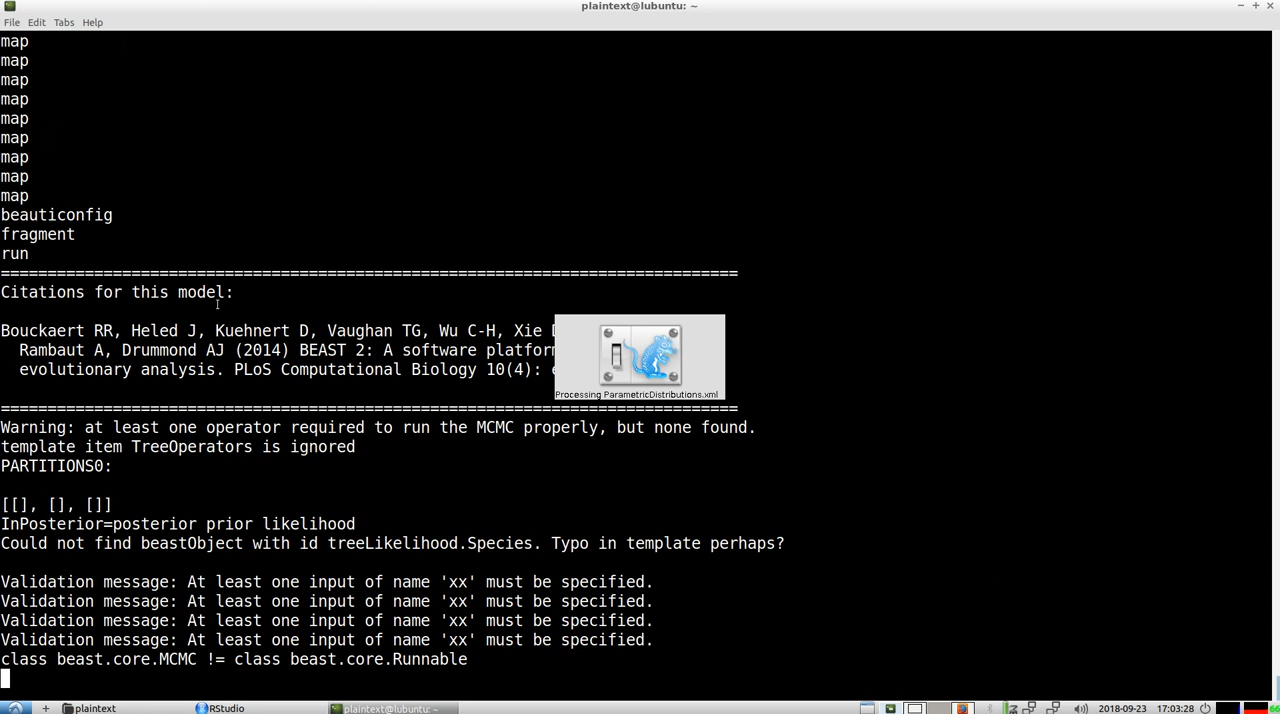 plaintext@lubuntu: ~
File Edit Tabs Help
map
map
map
map
map
map
map
map
map
beauticonfig
fragment
run
===============================================================================
Citations for this model:
Bouckaert RR, Heled J, Kuehnert D, Vaughan TG, Wu C-H, Xie
Rambaut A, Drummond AJ (2014) BEAST 2: A software platfor
evolutionary analysis. PLoS Computational Biology 10(4):
Processing ParametricDistributions.xml
===============================================================================
Warning: at least one operator required to run the MCMC properly, but none found.
template item TreeOperators is ignored
PARTITIONS0:
[[], [], []]
InPosterior=posterior prior likelihood
Could not find beastObject with id treeLikelihood.Species. Typo in template perhaps?
Validation message: At least one input of name 'xx' must be specified.
Validation message: At least one input of name 'xx' must be specified.
Validation message: At least one input of name 'xx' must be specified.
Validation message: At least one input of name 'xx' must be specified.
class beast.core.MCMC != class beast.core.Runnable
plaintext RStudio plaintext@lubuntu: ~ 2018-09-23 17:03:28